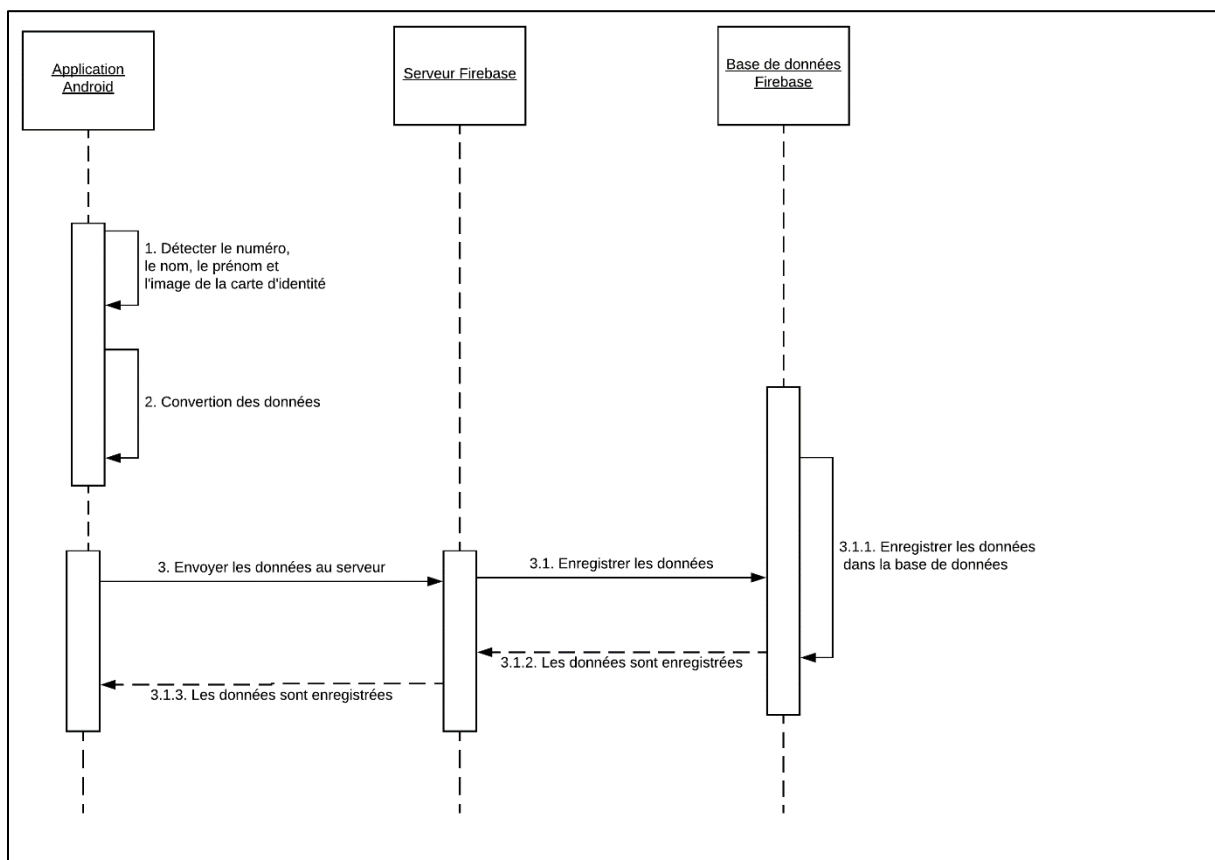 Application
Android
Serveur Firebase
Base de données
Firebase
1. Détecter le numéro,
le nom, le prénom et
l'image de la carte d'identité
2. Convertion des données
3. Envoyer les données au serveur
3.1. Enregistrer les données
3.1.1. Enregistrer les données
dans la base de données
3.1.2. Les données sont enregistrées
3.1.3. Les données sont enregistrées